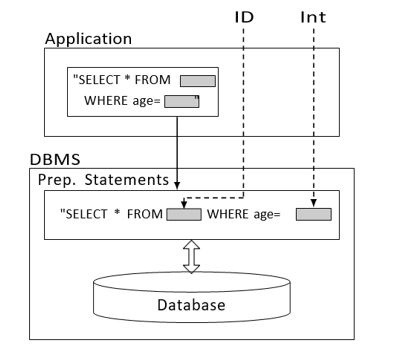 ID Int
Application
"SELECT * FROM
WHERE age= "
DBMS
Prep. Statements
"SELECT * FROM WHERE age=
Database